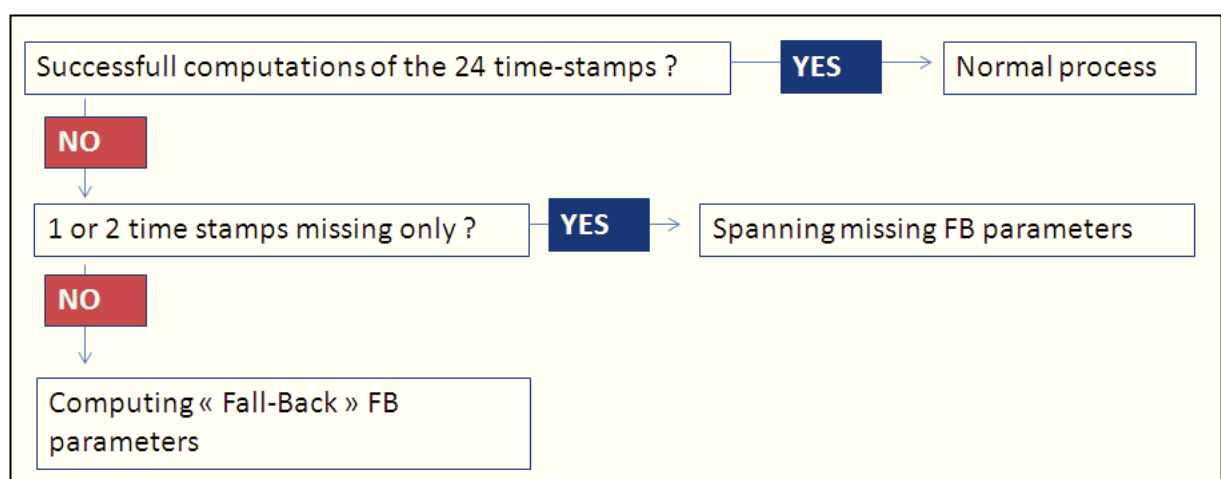 Successfull computations of the 24 time-stamps ?
YES
Normal process
NO
1 or 2 time stamps missing only ?
YES
Spanning missing FB parameters
NO
Computing « Fall-Back » FB
parameters